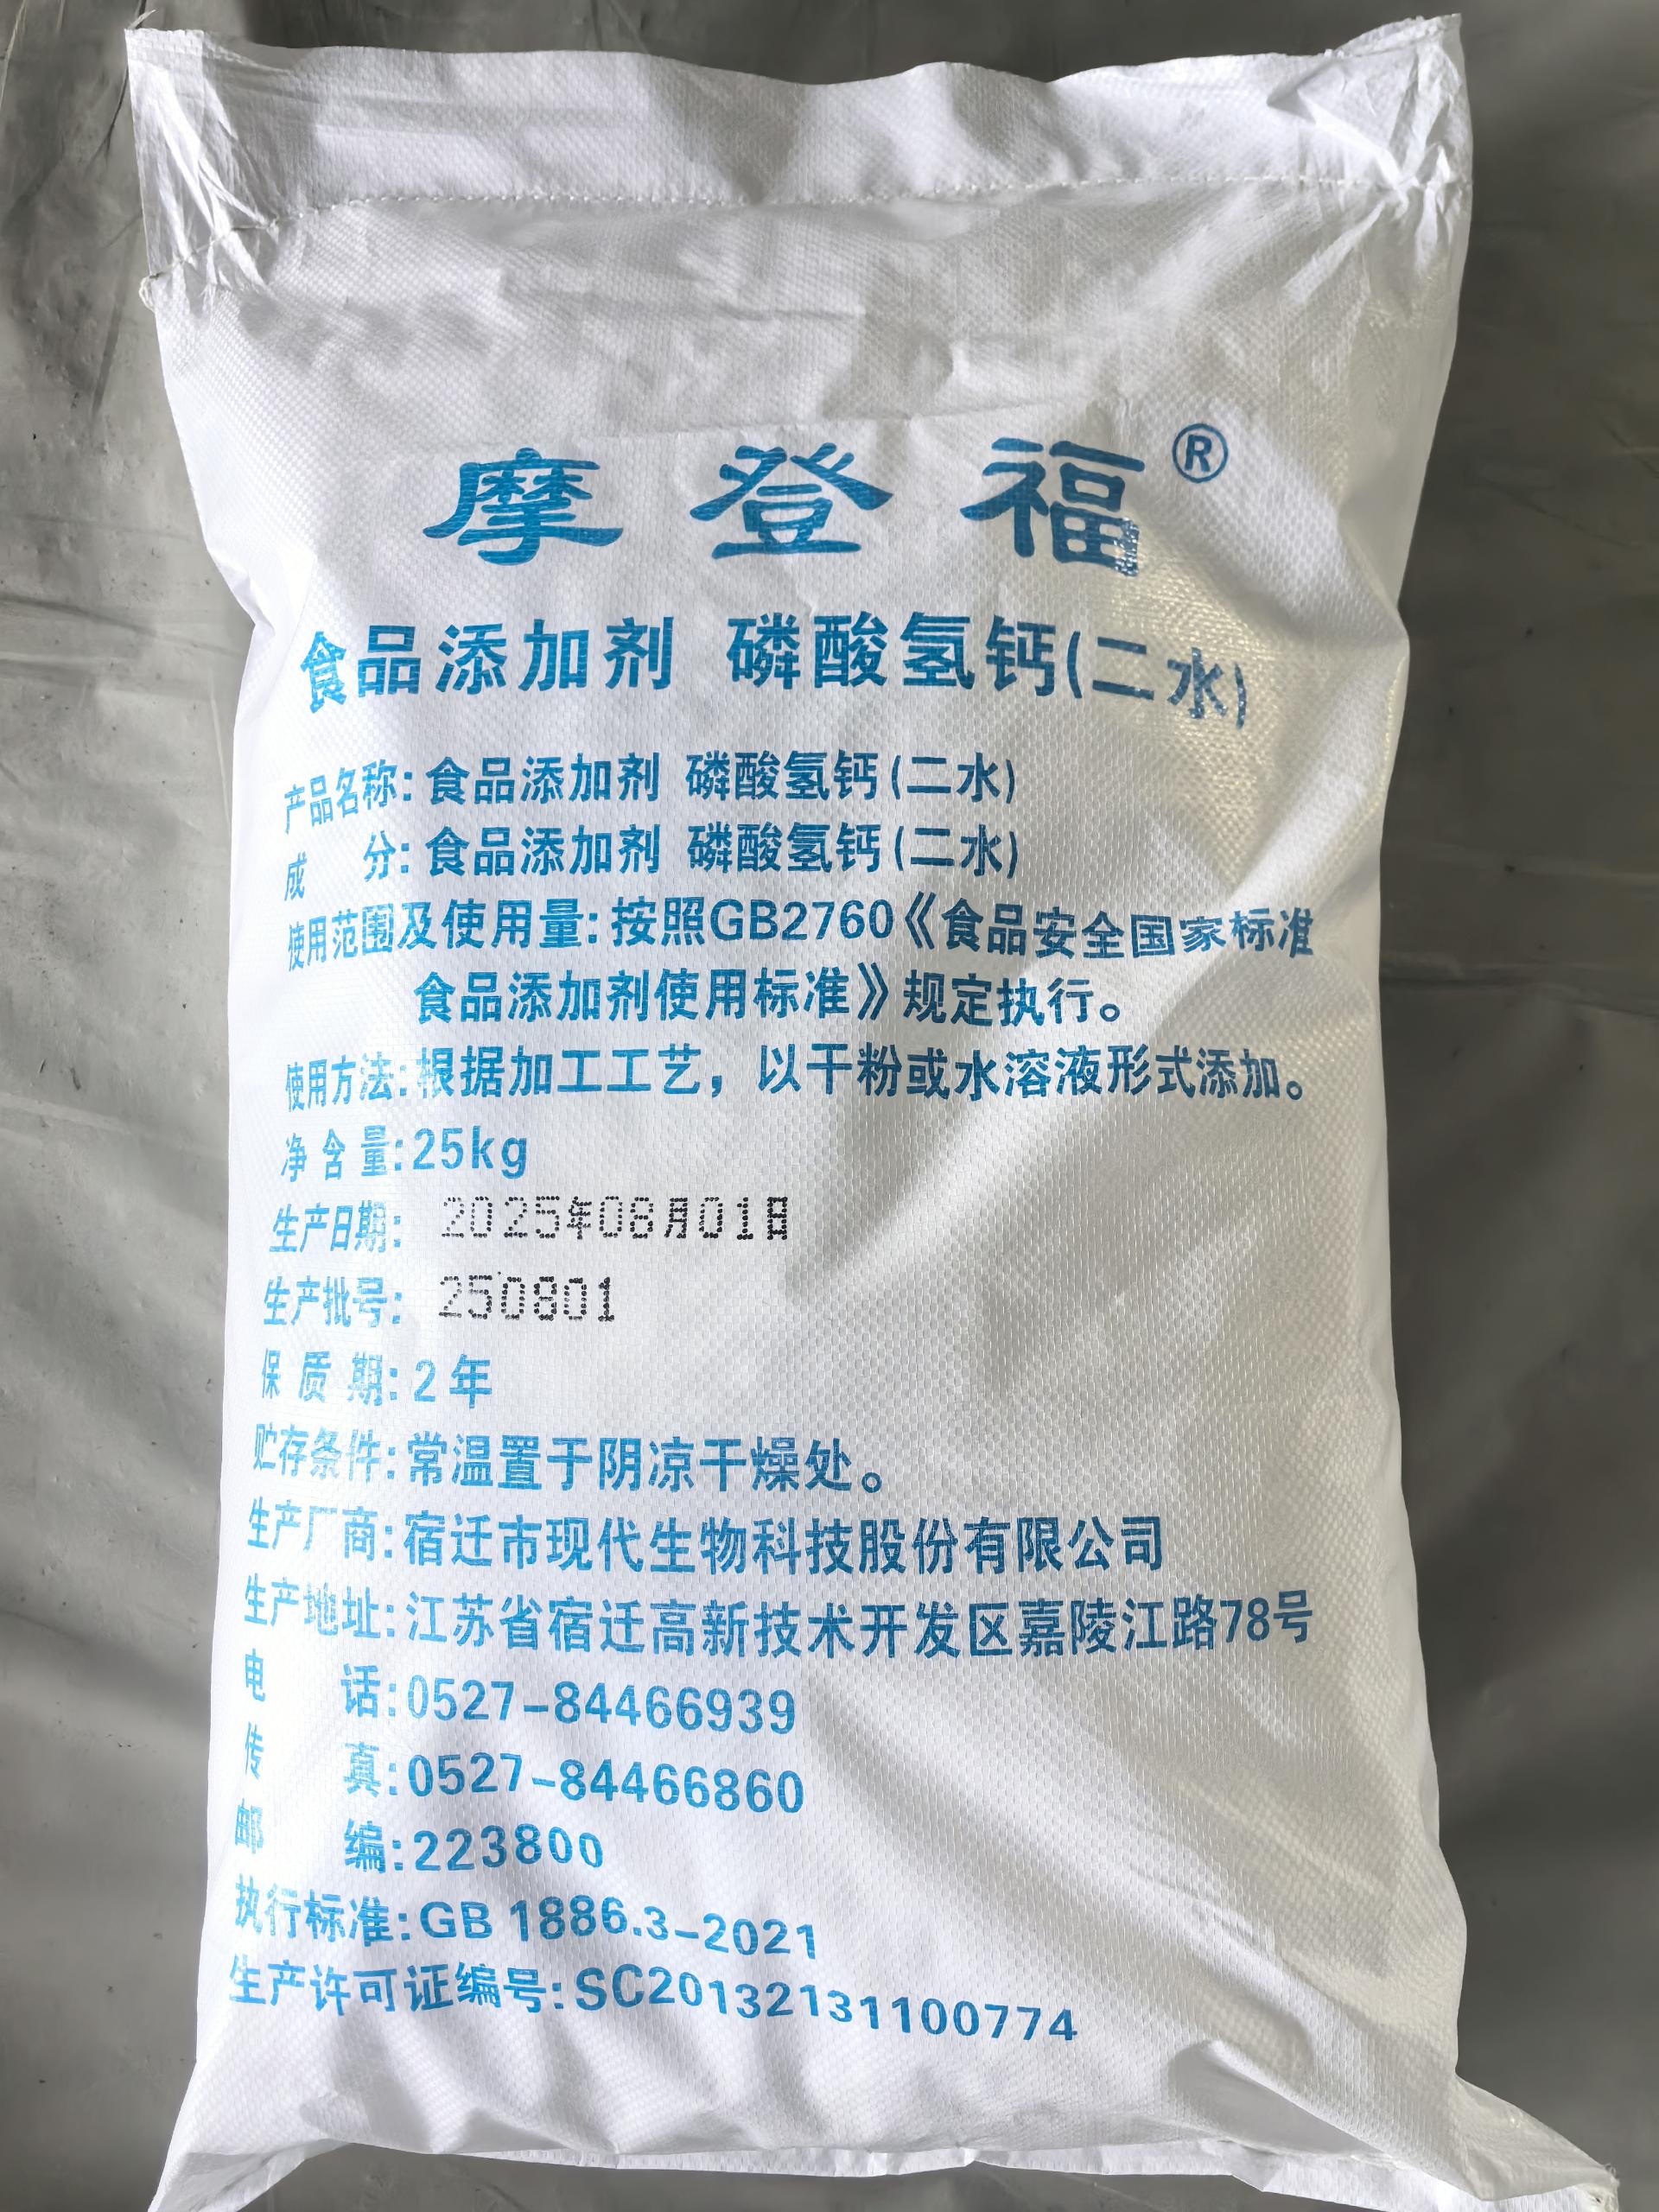 摩登福®
食品添加剂 磷酸氢钙(二水)
产品名称:食品添加剂 磷酸氢钙(二水)
成 分:食品添加剂 磷酸氢钙(二水)
使用范围及使用量:按照GB2760《食品安全国家标准
食品添加剂使用标准》规定执行。
使用方法:根据加工工艺，以干粉或水溶液形式添加。
净 含 量:25kg
生产日期: 2025年08月01日
生产批号: 250801
保 质 期:2年
贮存条件:常温置于阴凉干燥处。
生产厂商:宿迁市现代生物科技股份有限公司
生产地址:江苏省宿迁高新技术开发区嘉陵江路78号
电 话:0527-84466939
传 真:0527-84466860
邮 编:223800
执行标准:GB 1886.3-2021
生产许可证编号:SC20132131100774